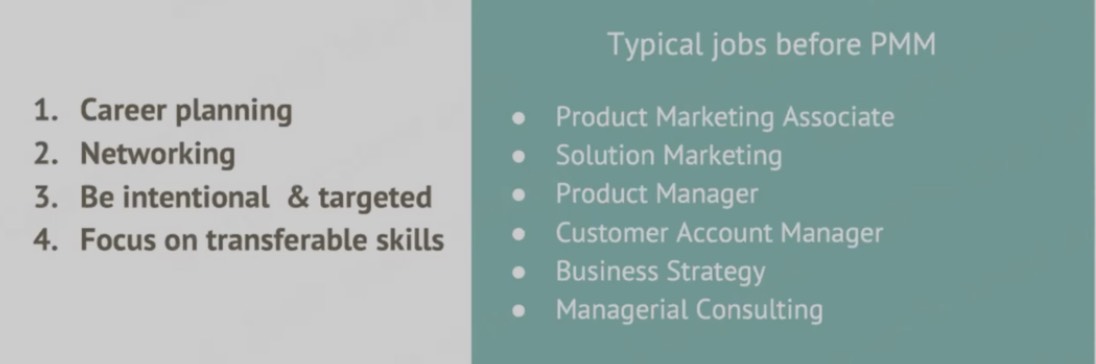 1. Career planning
2. Networking
3. Be intentional & targeted
4. Focus on transferable skills
Typical jobs before PMM
● Product Marketing Associate
● Solution Marketing
● Product Manager
● Customer Account Manager
● Business Strategy
● Managerial Consulting